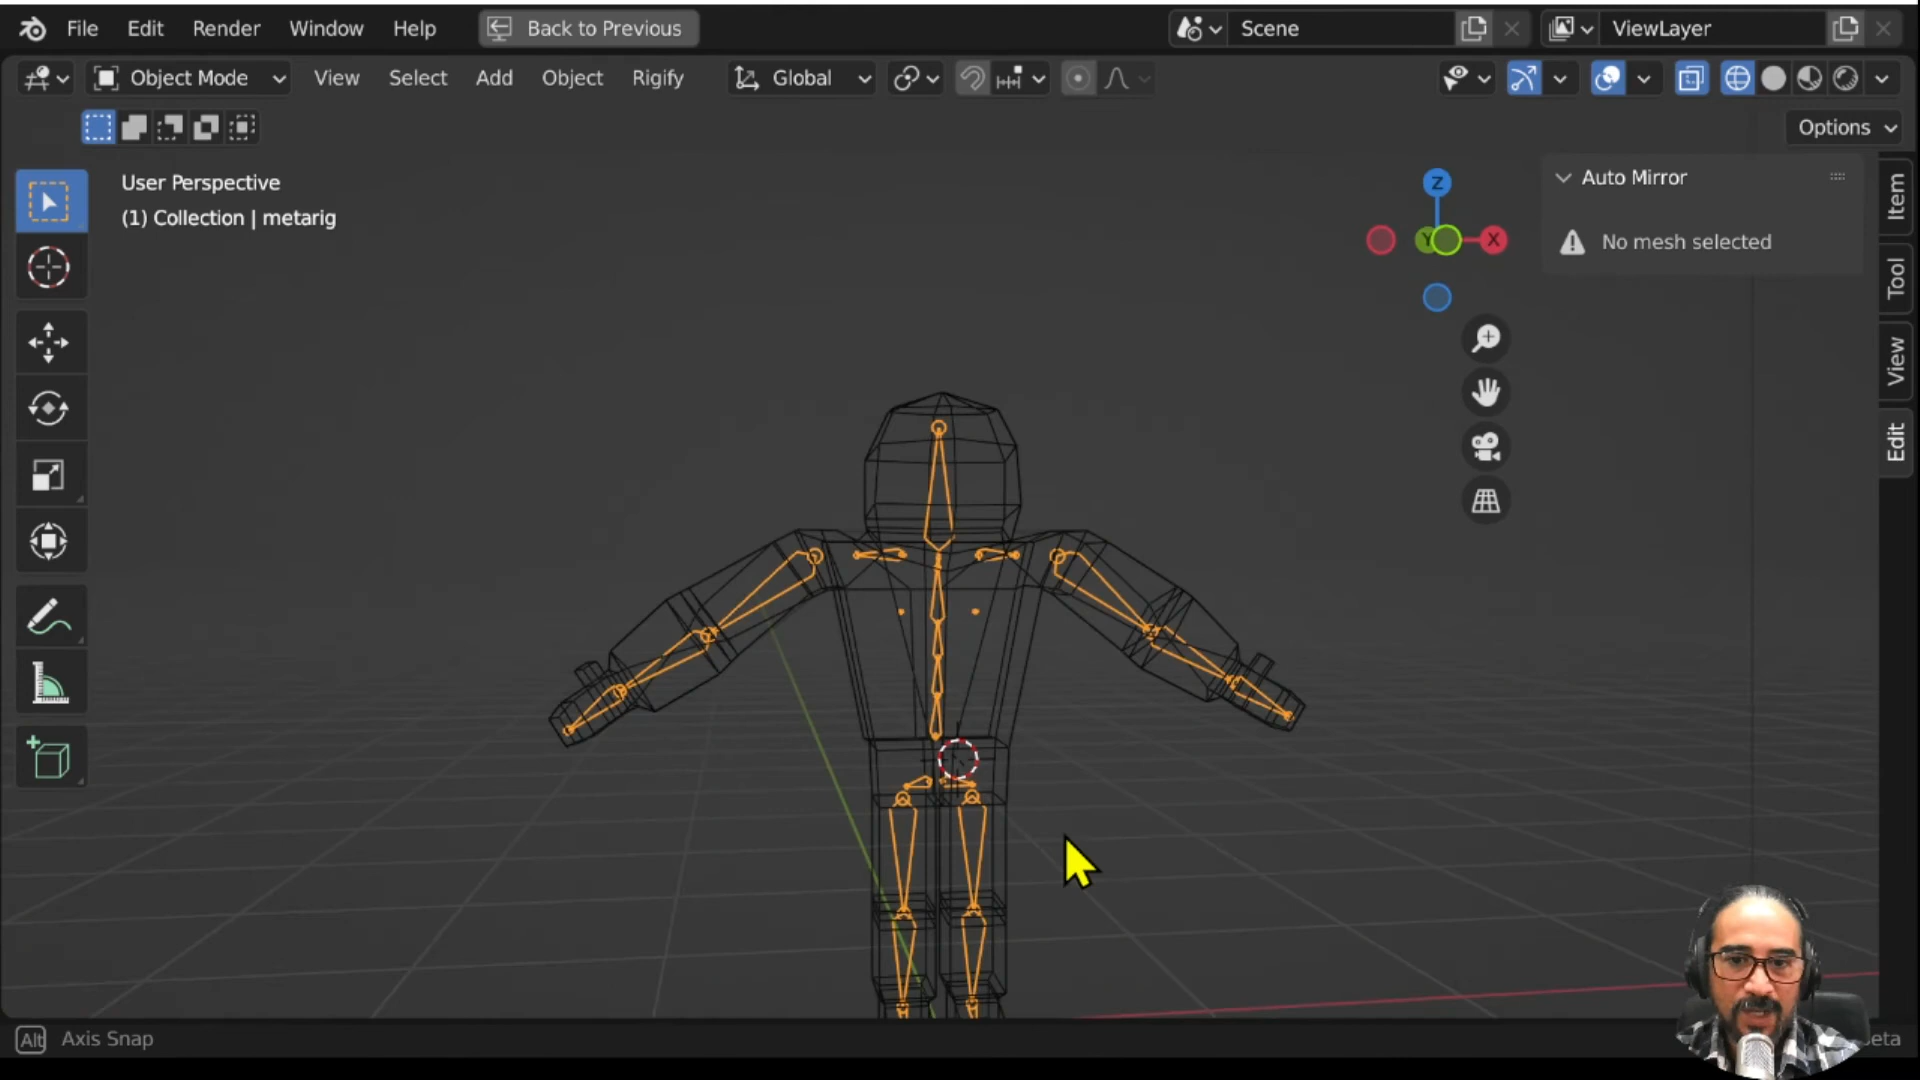 File Edit Render Window Help Back to Previous Scene ViewLayer
Object Mode View Select Add Object Rigify Global
Options
User Perspective
(1) Collection | metarig
Z
Y X
Auto Mirror
No mesh selected
Item
Tool
View
Edit
Alt Axis Snap